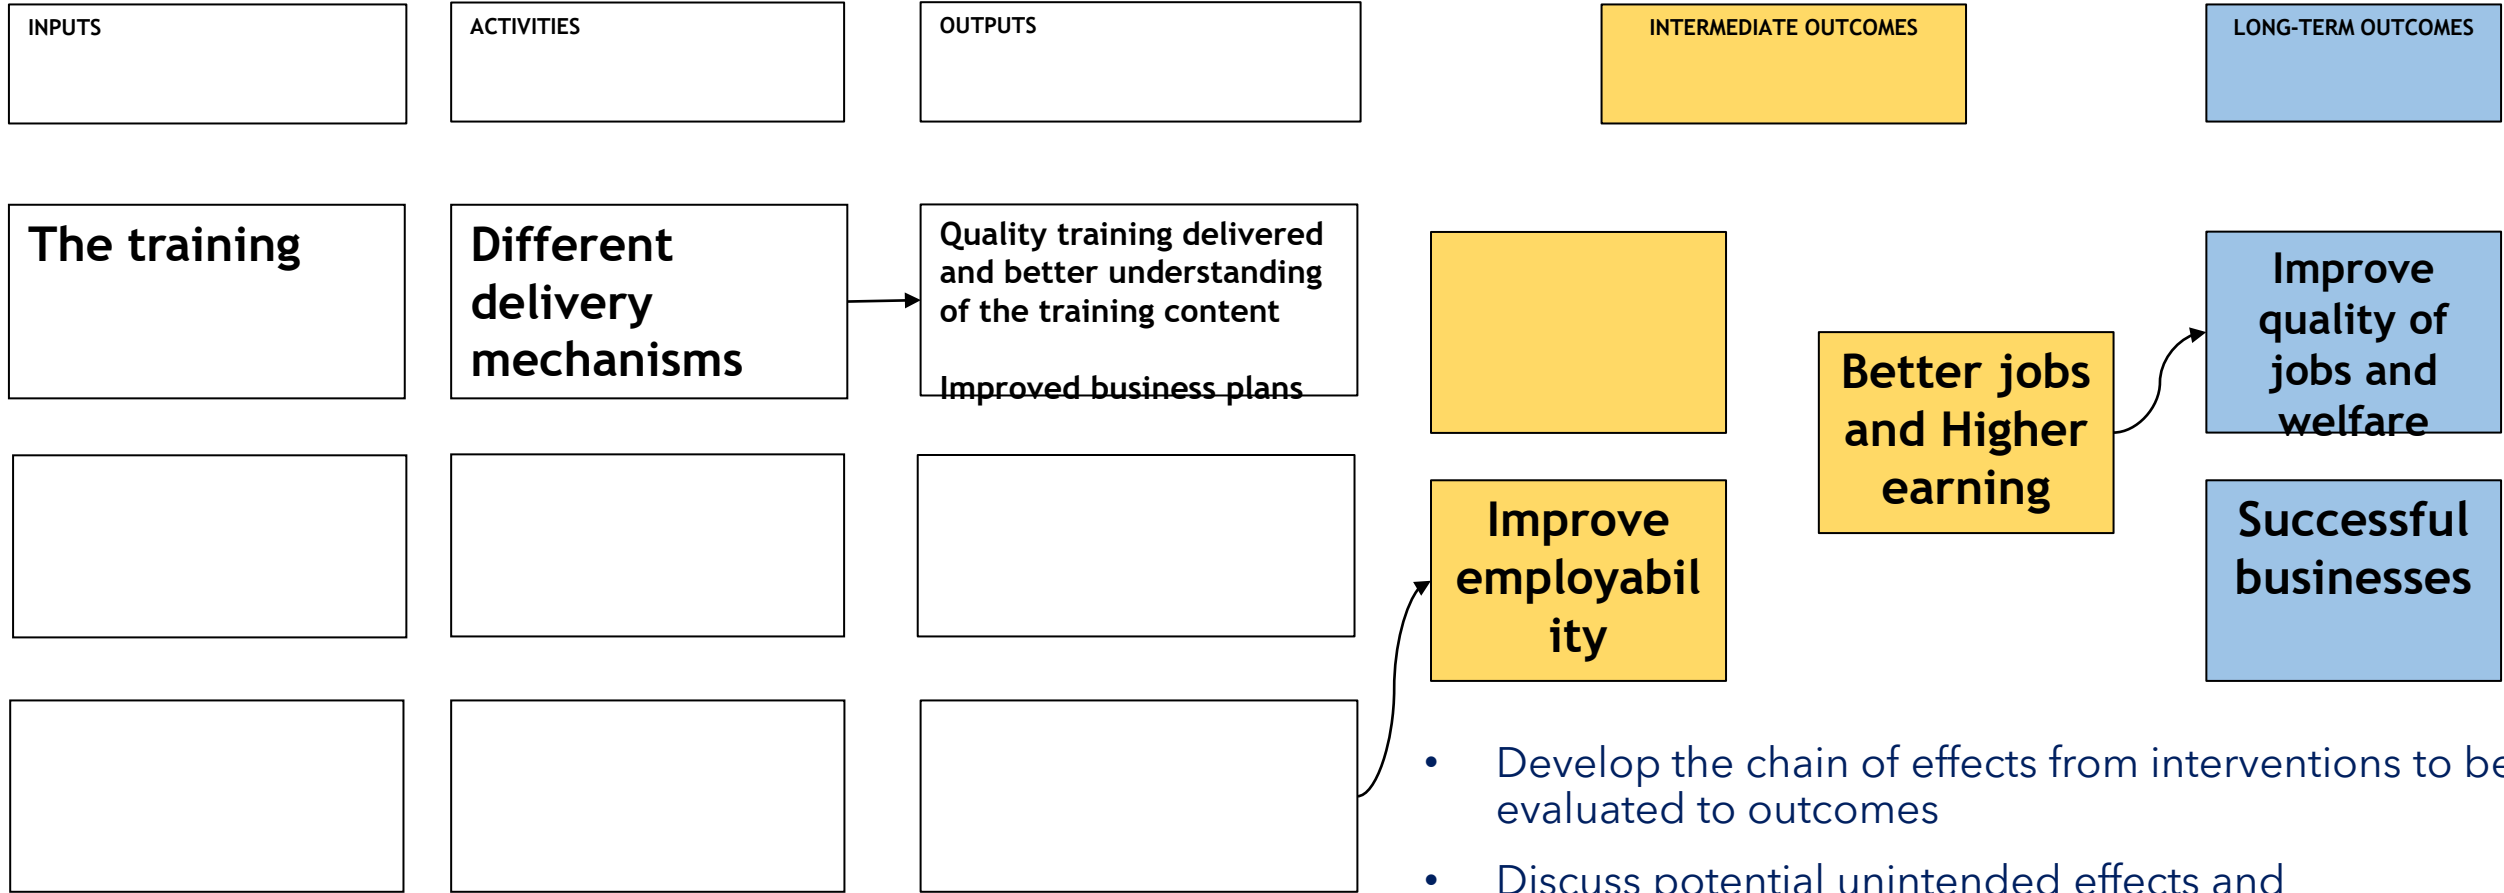 INPUTS
ACTIVITIES
OUTPUTS
INTERMEDIATE OUTCOMES
LONG-TERM OUTCOMES
The training
Different
delivery
mechanisms
Quality training delivered
and better understanding
of the training content
Improved business plans
Better jobs
and Higher
earning
Improve
quality of
jobs and
welfare
Improve
employabil
ity
Successful
businesses
• Develop the chain of effects from interventions to be
evaluated to outcomes
• Discuss potential unintended effects and